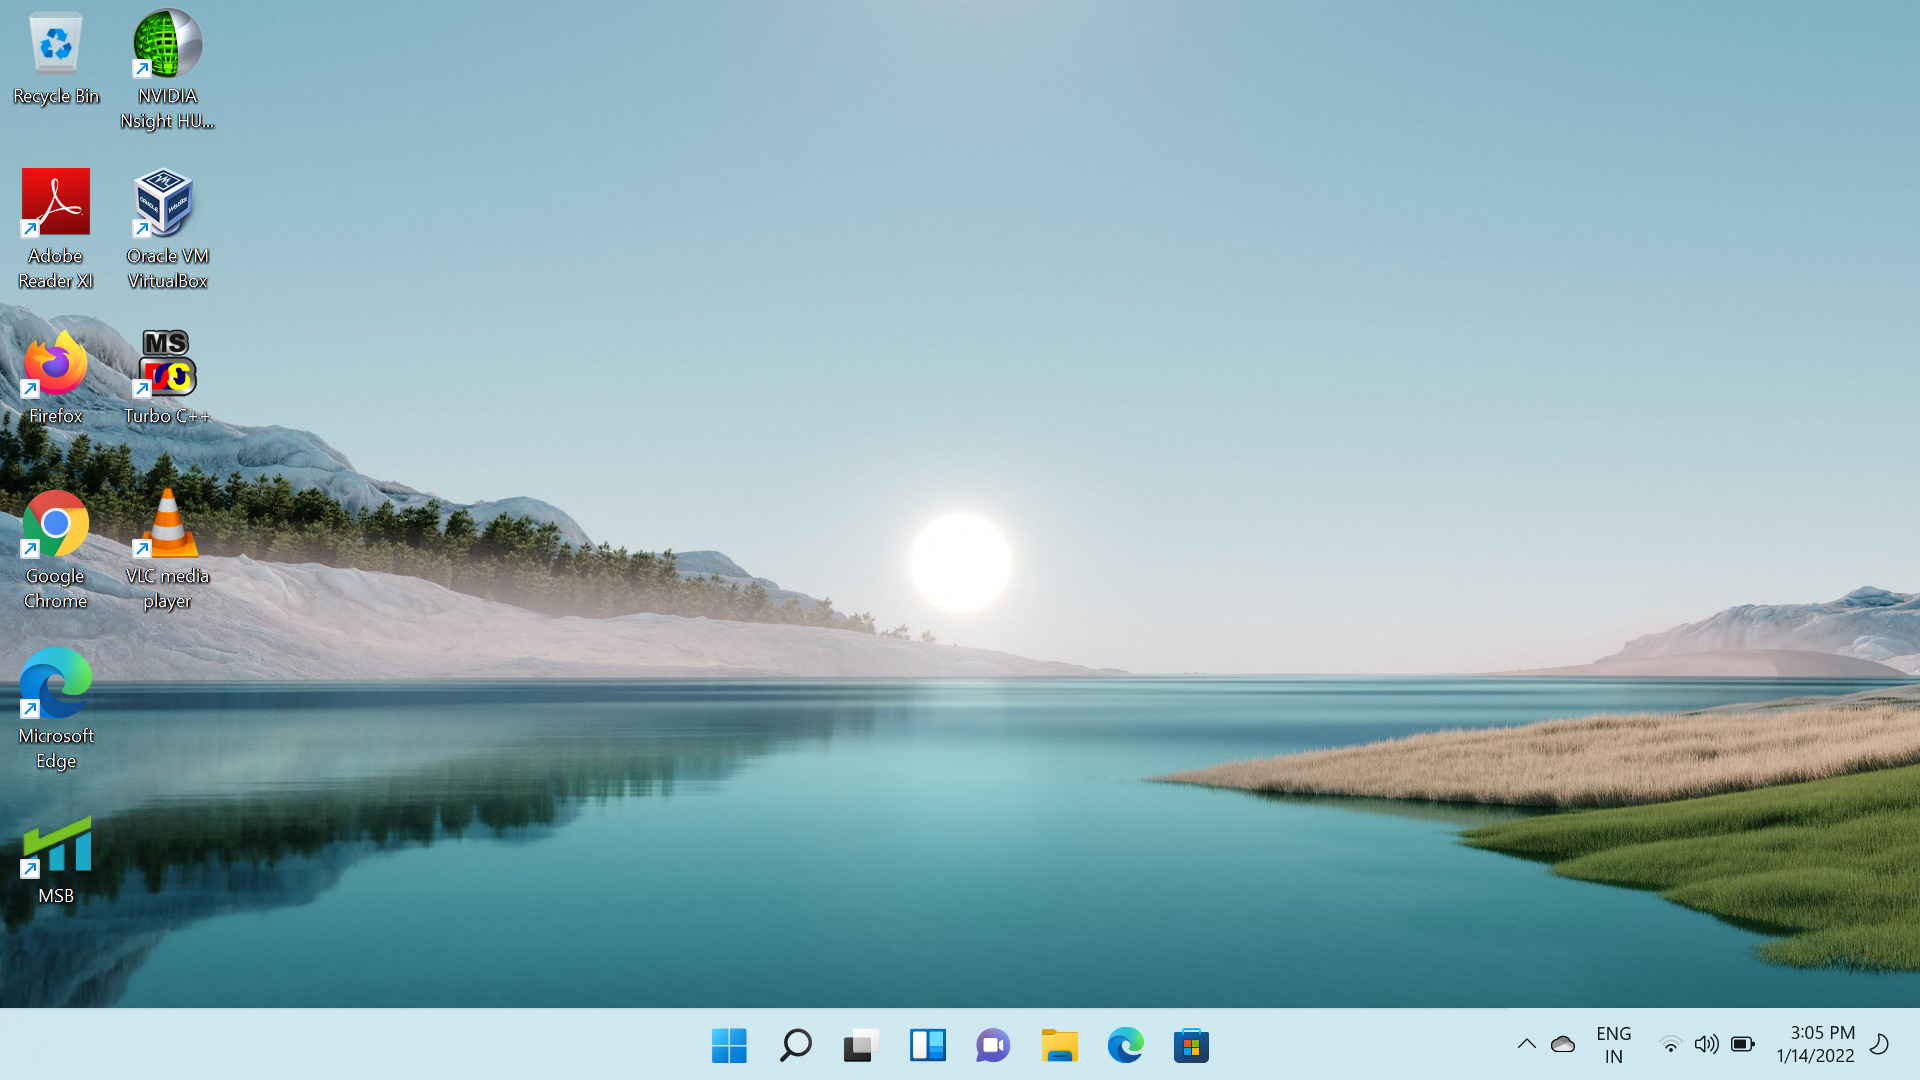 Recycle Bin
NVIDIA
Nsight HU...
Adobe
Reader XI
Oracle VM
VirtualBox
MS
Firefox
Turbo C++
Google
Chrome
VLC media
player
Microsoft
Edge
MSB
ENG
IN
3:05 PM
1/14/2022